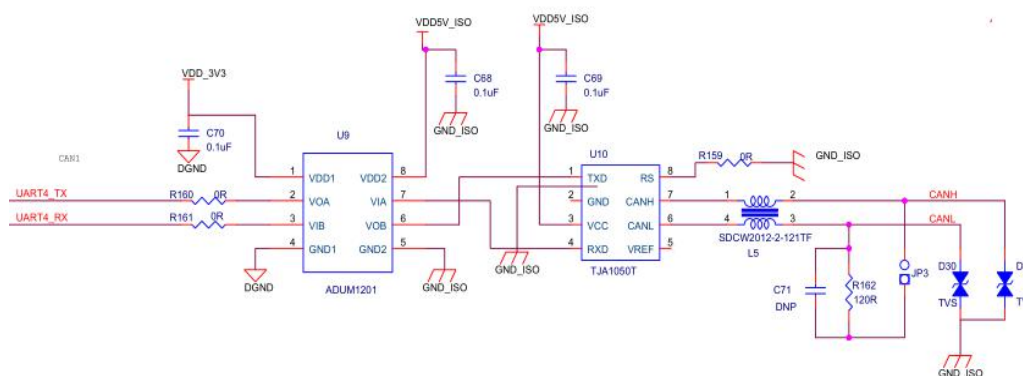 VDD5V_ISO
VDD5V_ISO
VDD_3V3
C68
0.1uF
C69
0.1uF
GND_ISO
GND_ISO
C70
0.1uF
DGND
CAN1
U9
U10
R159 0R
GND_ISO
1 VDD1 VDD2 8
2 VOA VIA 7
3 VIB VOB 6
4 GND1 GND2 5
ADUM1201
UART4_TX
R160 0R
UART4_RX
R161 0R
DGND
GND_ISO
GND_ISO
1 TXD RS 8
2 GND CANH 7
3 VCC CANL 6
4 RXD VREF 5
TJA1050T
1 2
4 3
SDCW2012-2-121TF
L5
CANH
CANL
C71
DNP
R162
120R
JP3
D30
TVS
D
GND_ISO